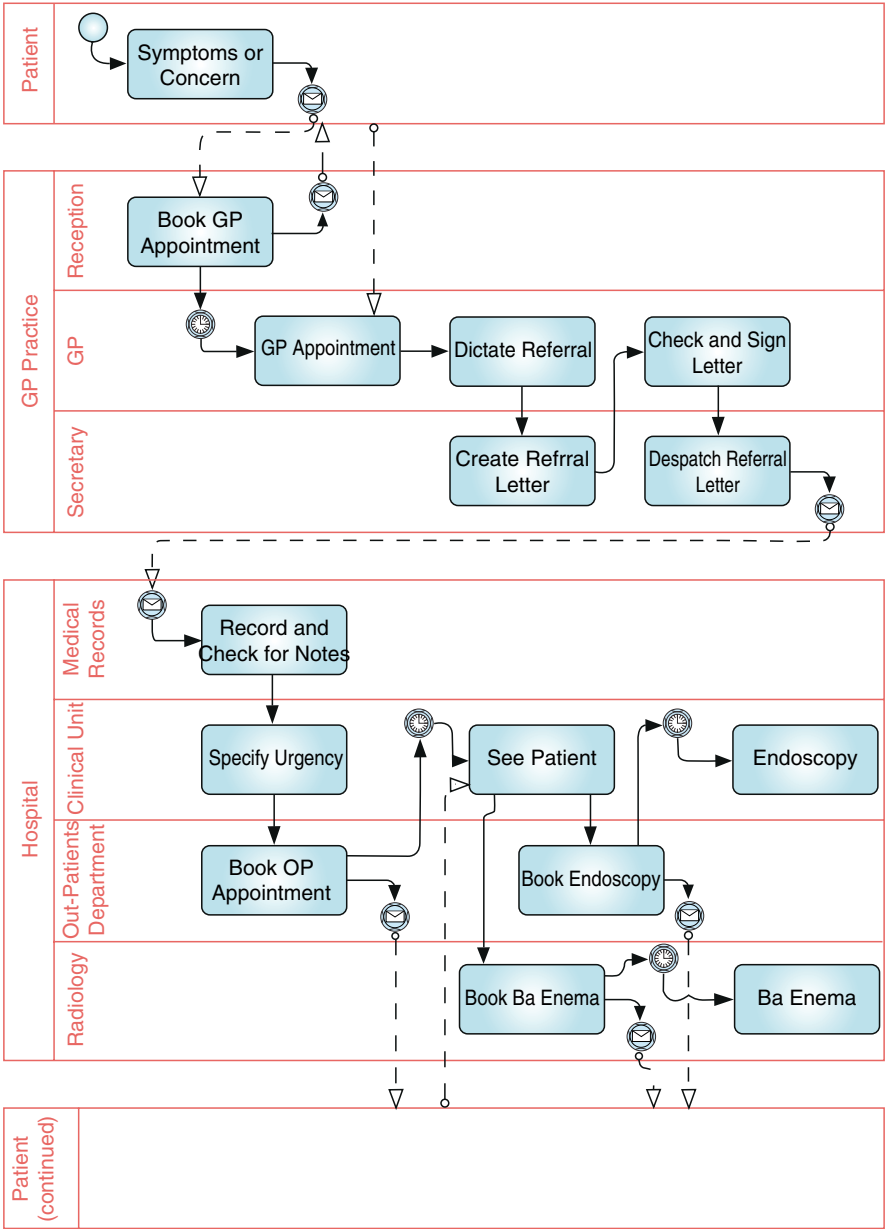 Patient
Symptoms or
Concern
GP Practice
Reception
Book GP
Appointment
GP
GP Appointment
Dictate Referral
Check and Sign
Letter
Secretary
Create Refrral
Letter
Despatch Referral
Letter
Hospital
Medical
Records
Record and
Check for Notes
Clinical Unit
Specify Urgency
See Patient
Endoscopy
Out-Patients
Department
Book OP
Appointment
Book Endoscopy
Radiology
Book Ba Enema
Ba Enema
Patient
(continued)